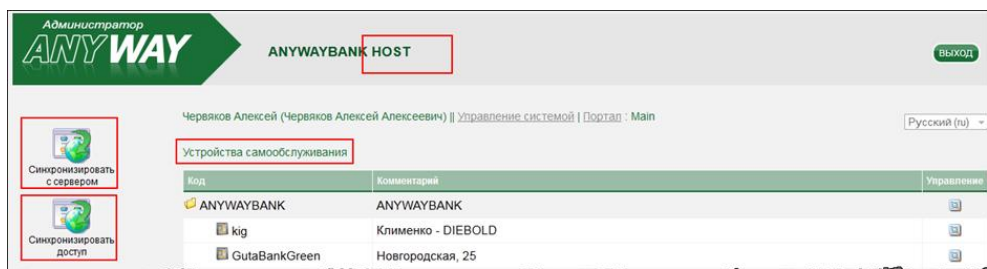 Администратор
ANYWAY
ANYWAYBANK HOST
выход
Червяков Алексей (Червяков Алексей Алексеевич) || Управление системой | Портал : Main
Русский (ru)
Синхронизировать
с сервером
Устройства самообслуживания
Код Комментарий Управление
ANYWAYBANK ANYWAYBANK
Синхронизировать
доступ
kig Клименко - DIEBOLD
GutaBankGreen Новгородская, 25